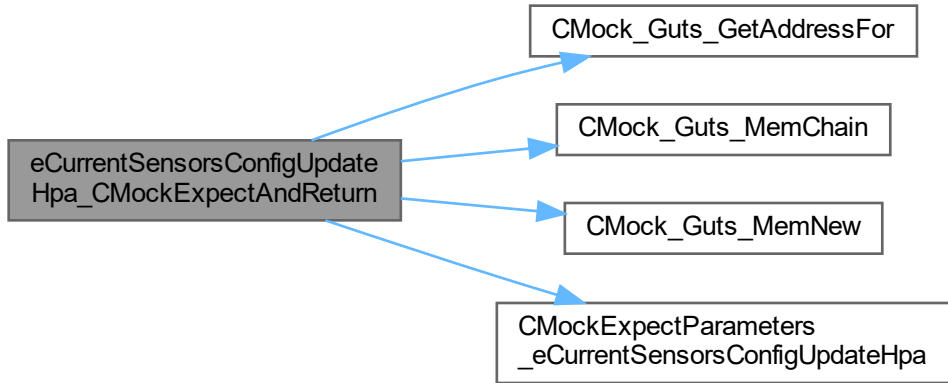 eCurrentSensorsConfigUpdate
Hpa_CMockExpectAndReturn
CMock_Guts_GetAddressFor
CMock_Guts_MemChain
CMock_Guts_MemNew
CMockExpectParameters
_eCurrentSensorsConfigUpdateHpa